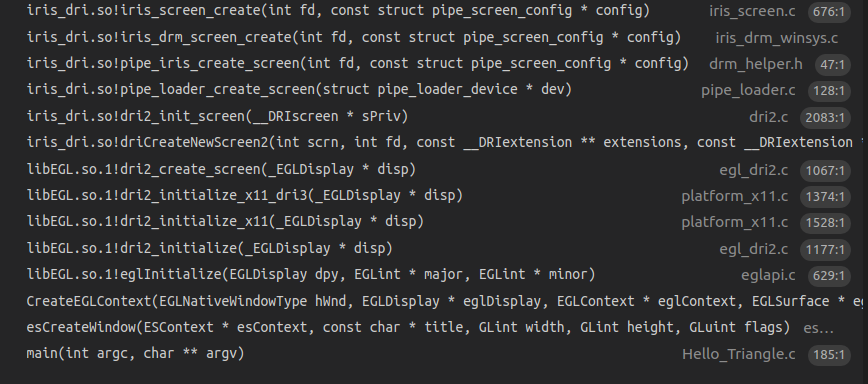 iris_dri.so!iris_screen_create(int fd, const struct pipe_screen_config * config) iris_screen.c 676:1
iris_dri.so!iris_drm_screen_create(int fd, const struct pipe_screen_config * config) iris_drm_winsys.c
iris_dri.so!pipe_iris_create_screen(int fd, const struct pipe_screen_config * config) drm_helper.h 47:1
iris_dri.so!pipe_loader_create_screen(struct pipe_loader_device * dev) pipe_loader.c 128:1
iris_dri.so!dri2_init_screen(__DRIscreen * sPriv) dri2.c 2083:1
iris_dri.so!driCreateNewScreen2(int scrn, int fd, const __DRIextension ** extensions, const __DRIextension *
libEGL.so.1!dri2_create_screen(_EGLDisplay * disp) egl_dri2.c 1067:1
libEGL.so.1!dri2_initialize_x11_dri3(_EGLDisplay * disp) platform_x11.c 1374:1
libEGL.so.1!dri2_initialize_x11(_EGLDisplay * disp) platform_x11.c 1528:1
libEGL.so.1!dri2_initialize(_EGLDisplay * disp) egl_dri2.c 1177:1
libEGL.so.1!eglInitialize(EGLDisplay dpy, EGLint * major, EGLint * minor) eglapi.c 629:1
CreateEGLContext(EGLNativeWindowType hWnd, EGLDisplay * eglDisplay, EGLContext * eglContext, EGLSurface * eg
esCreateWindow(ESContext * esContext, const char * title, GLint width, GLint height, GLuint flags) es…
main(int argc, char ** argv) Hello_Triangle.c 185:1